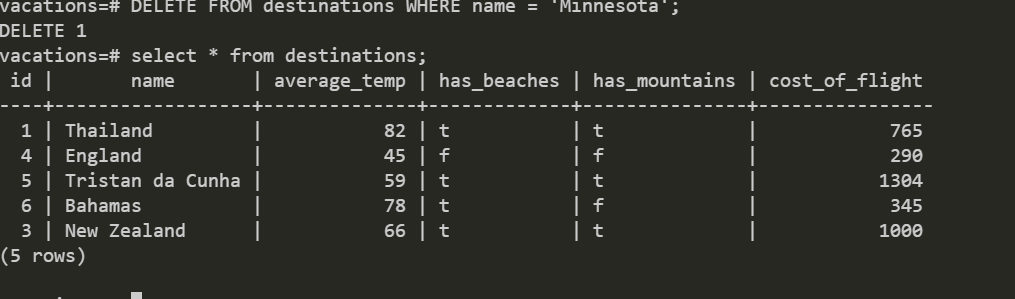 vacations=# DELETE FROM destinations WHERE name = 'Minnesota';
DELETE 1
vacations=# select * from destinations;
 id |       name       | average_temp | has_beaches | has_mountains | cost_of_flight
----+------------------+--------------+-------------+---------------+----------------
  1 | Thailand         |           82 | t           | t             |            765
  4 | England          |           45 | f           | f             |            290
  5 | Tristan da Cunha |           59 | t           | t             |           1304
  6 | Bahamas          |           78 | t           | f             |            345
  3 | New Zealand      |           66 | t           | t             |           1000
(5 rows)